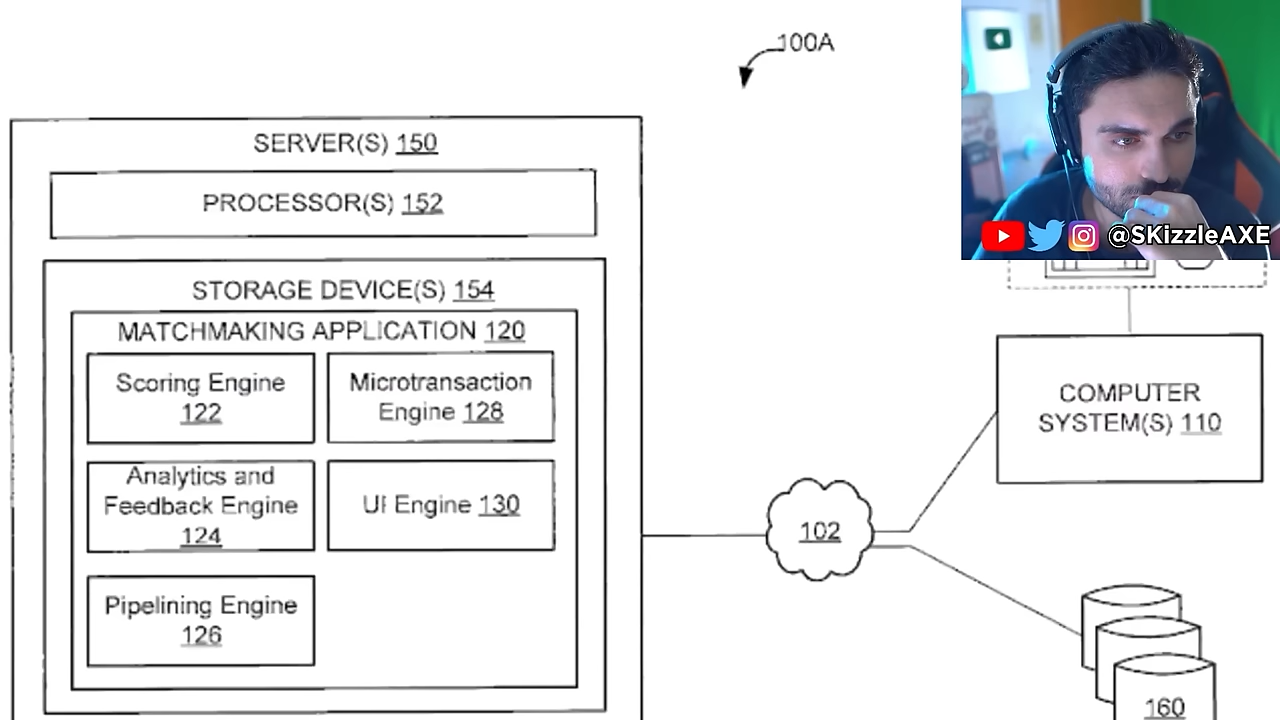 100A
SERVER(S) 150
PROCESSOR(S) 152
STORAGE DEVICE(S) 154
MATCHMAKING APPLICATION 120
Scoring Engine
122
Microtransaction
Engine 128
Analytics and
Feedback Engine
124
UI Engine 130
Pipelining Engine
126
102
@SKizzleAXE
COMPUTER
SYSTEM(S) 110
160